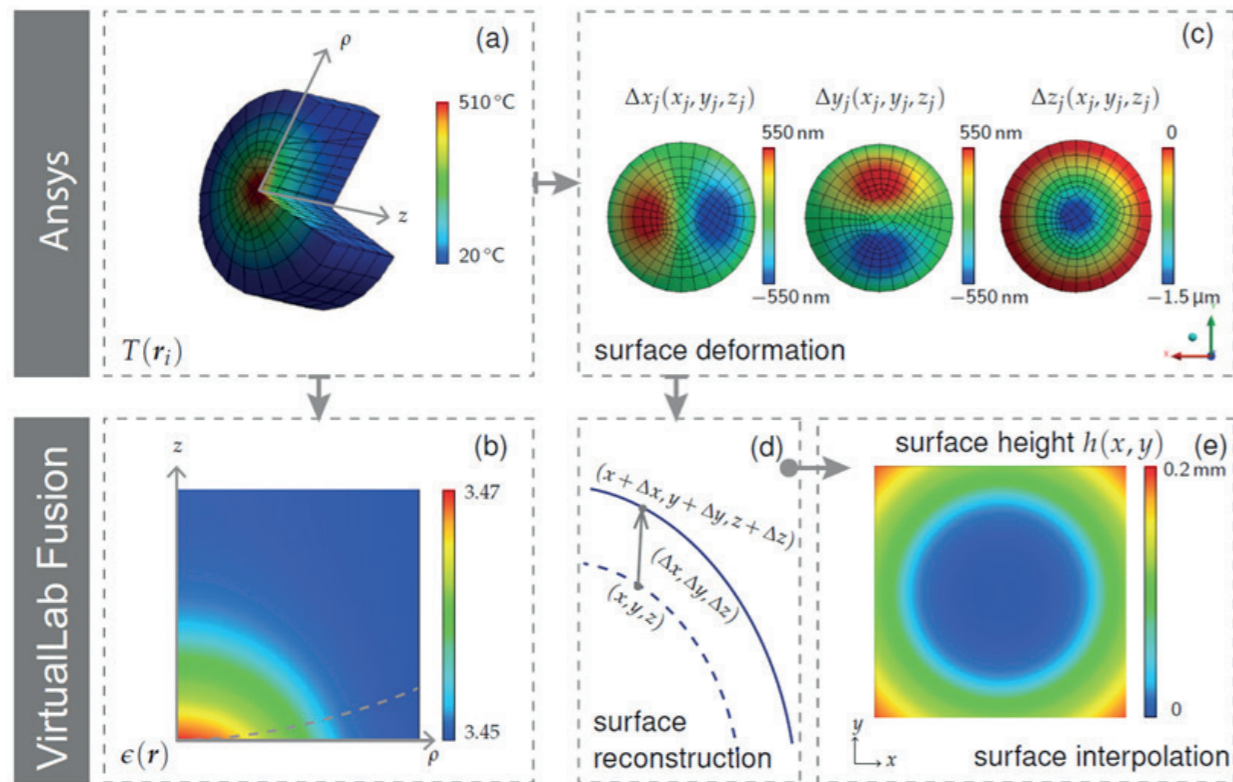 Ansys
(a)
ρ
z
510 °C
20 °C
T(𝒓ᵢ)
(c)
Δxⱼ(xⱼ, yⱼ, zⱼ)
Δyⱼ(xⱼ, yⱼ, zⱼ)
Δzⱼ(xⱼ, yⱼ, zⱼ)
550 nm
−550 nm
550 nm
−550 nm
0
−1.5 μm
surface deformation
VirtualLab Fusion
(b)
z
3.47
3.45
ϵ(𝒓)
ρ
(d)
(x + Δx, y + Δy, z + Δz)
(Δx, Δy, Δz)
(x, y, z)
surface
reconstruction
surface height h(x, y)
(e)
0.2 mm
0
y
x
surface interpolation